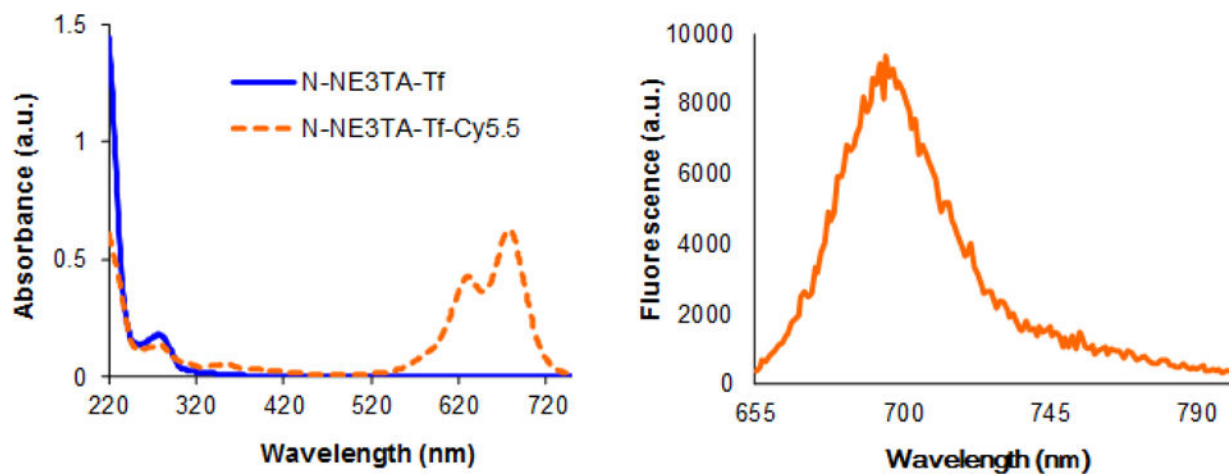 1.5
1
0.5
0
Absorbance (a.u.)
N-NE3TA-Tf
N-NE3TA-Tf-Cy5.5
220 320 420 520 620 720
Wavelength (nm)
10000
8000
6000
4000
2000
0
Fluorescence (a.u.)
655 700 745 790
Wavelength (nm)